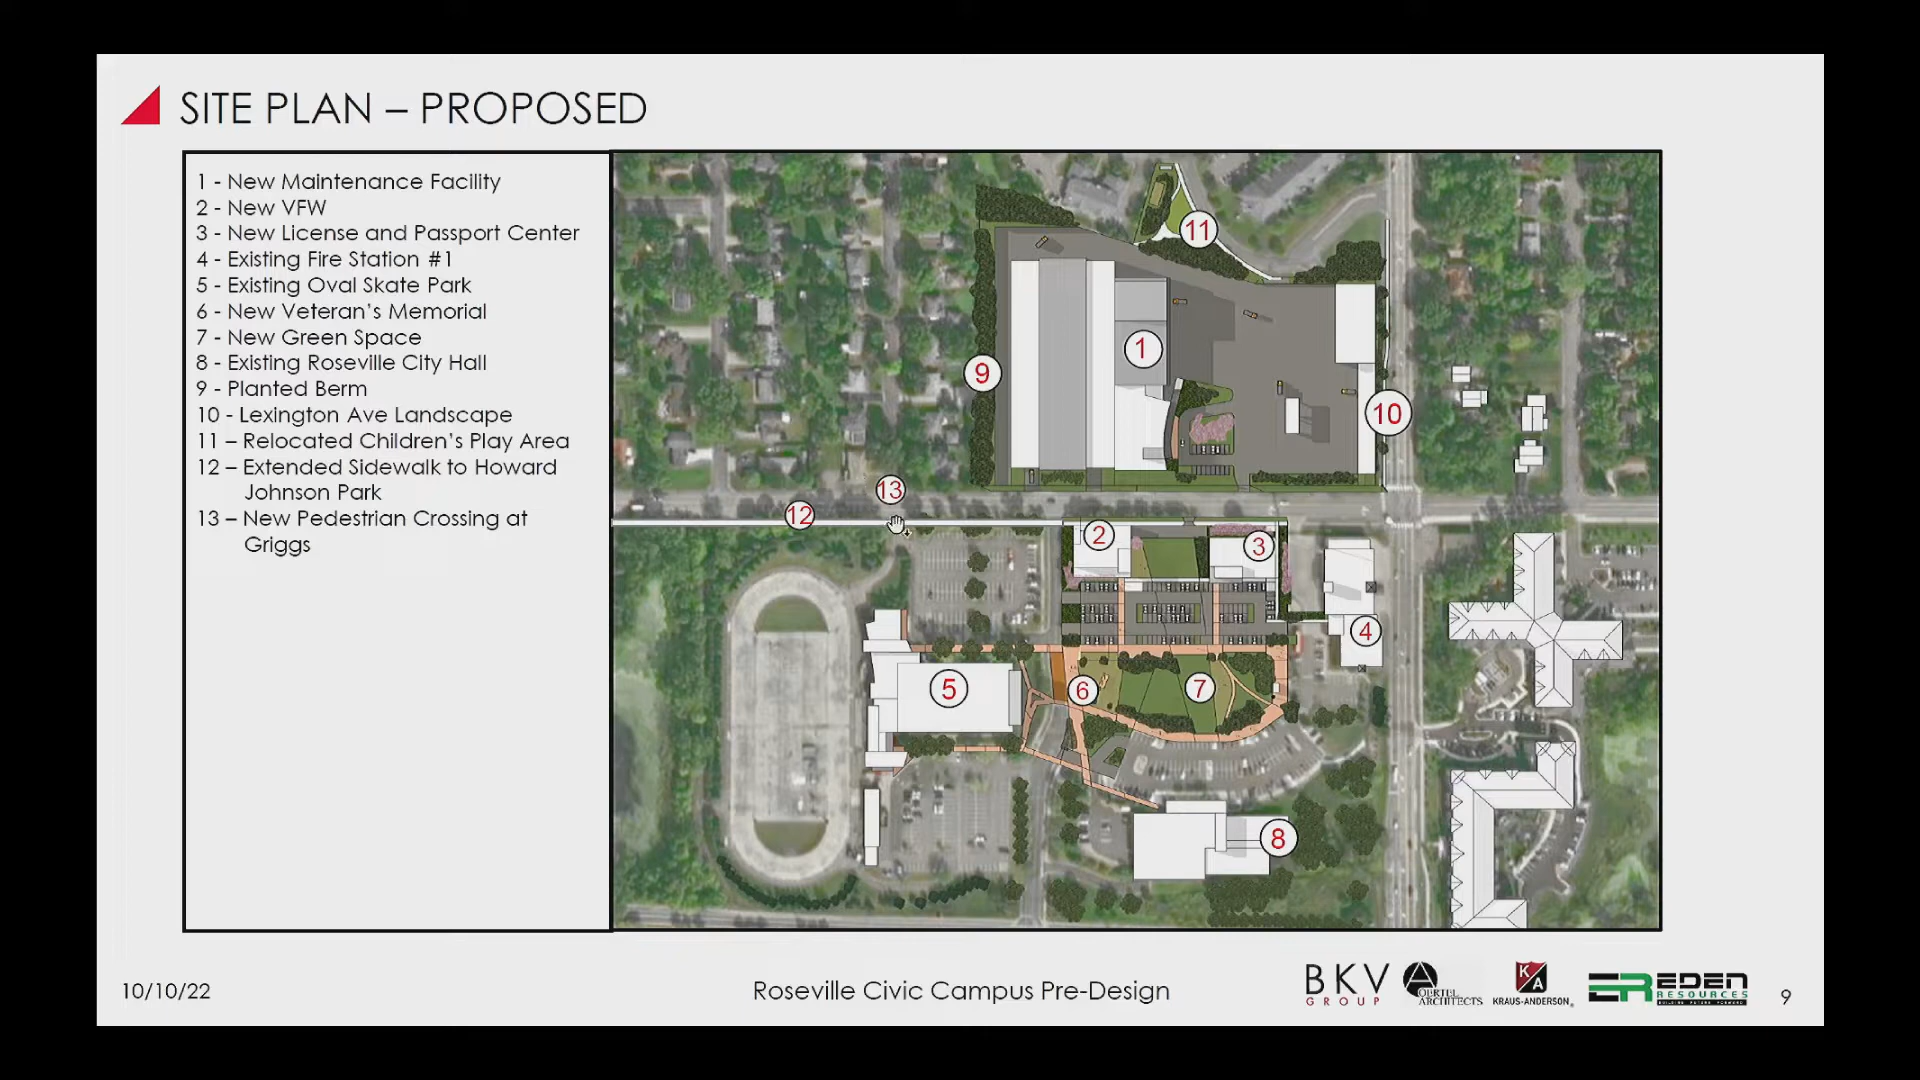 SITE PLAN – PROPOSED
1 - New Maintenance Facility
2 - New VFW
3 - New License and Passport Center
4 - Existing Fire Station #1
5 - Existing Oval Skate Park
6 - New Veteran's Memorial
7 - New Green Space
8 - Existing Roseville City Hall
9 - Planted Berm
10 - Lexington Ave Landscape
11 – Relocated Children's Play Area
12 – Extended Sidewalk to Howard
Johnson Park
13 – New Pedestrian Crossing at
Griggs
11
1
9
10
13
12
2
3
4
5
6
7
8
10/10/22
Roseville Civic Campus Pre-Design
BKV
GROUP
A
OERTEL
ARCHITECTS
K
A
KRAUS-ANDERSON
ER EDEN
RESOURCES
9